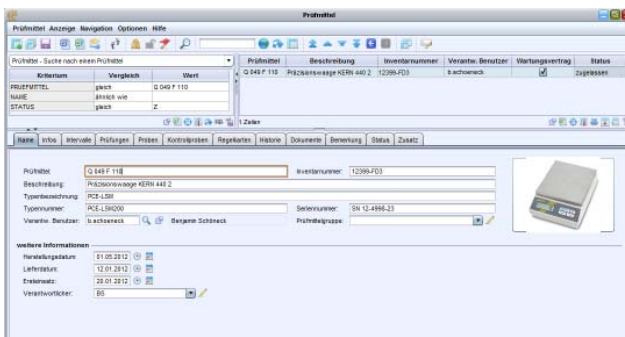 Prüfmittel
Prüfmittel Anzeige Navigation Optionen Hilfe
Prüfmittel - Suche nach einem Prüfmittel
Kriterium Vergleich Wert
PRUEFMITTEL gleich Q 049 F 110
NAME ähnlich wie
STATUS gleich Z
Prüfmittel Beschreibung Inventarnummer Verantw. Benutzer Wartungsvertrag Status
Q 049 F 110 Präzisionswaage KERN 440 2 12399-FD3 b.schoeneck zugelassen
1 Zeilen
Name Infos Intervalle Prüfungen Proben Kontrollproben Regelkarten Historie Dokumente Bemerkung Status Zusatz
Prüfmittel: Q 049 F 110 Inventarnummer: 12399-FD3
Beschreibung: Präzisionswaage KERN 440 2
Typenbezeichnung: PCE-LSM
Typennummer: PCE-LSM200 Seriennummer: SN 12-4996-23
Verantw. Benutzer: b.schoeneck Benjamin Schöneck Prüfmittelgruppe:
weitere Informationen
Herstellungsdatum: 01.05.2012
Lieferdatum: 12.01.2012
Ersteinsatz: 20.01.2012
Verantwortlicher: BS